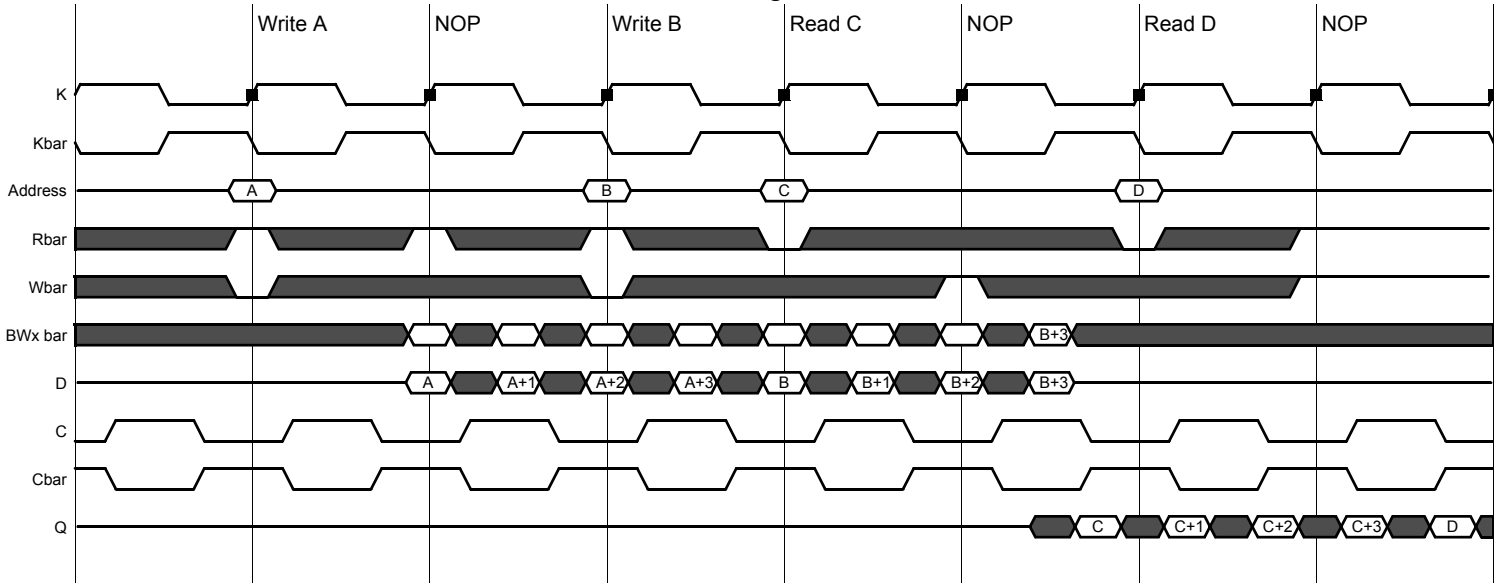 Write A NOP Write B Read C NOP Read D NOP
K
Kbar
Address A B C D
Rbar
Wbar
BWx bar B+3
D A A+1 A+2 A+3 B B+1 B+2 B+3
C
Cbar
Q C C+1 C+2 C+3 D